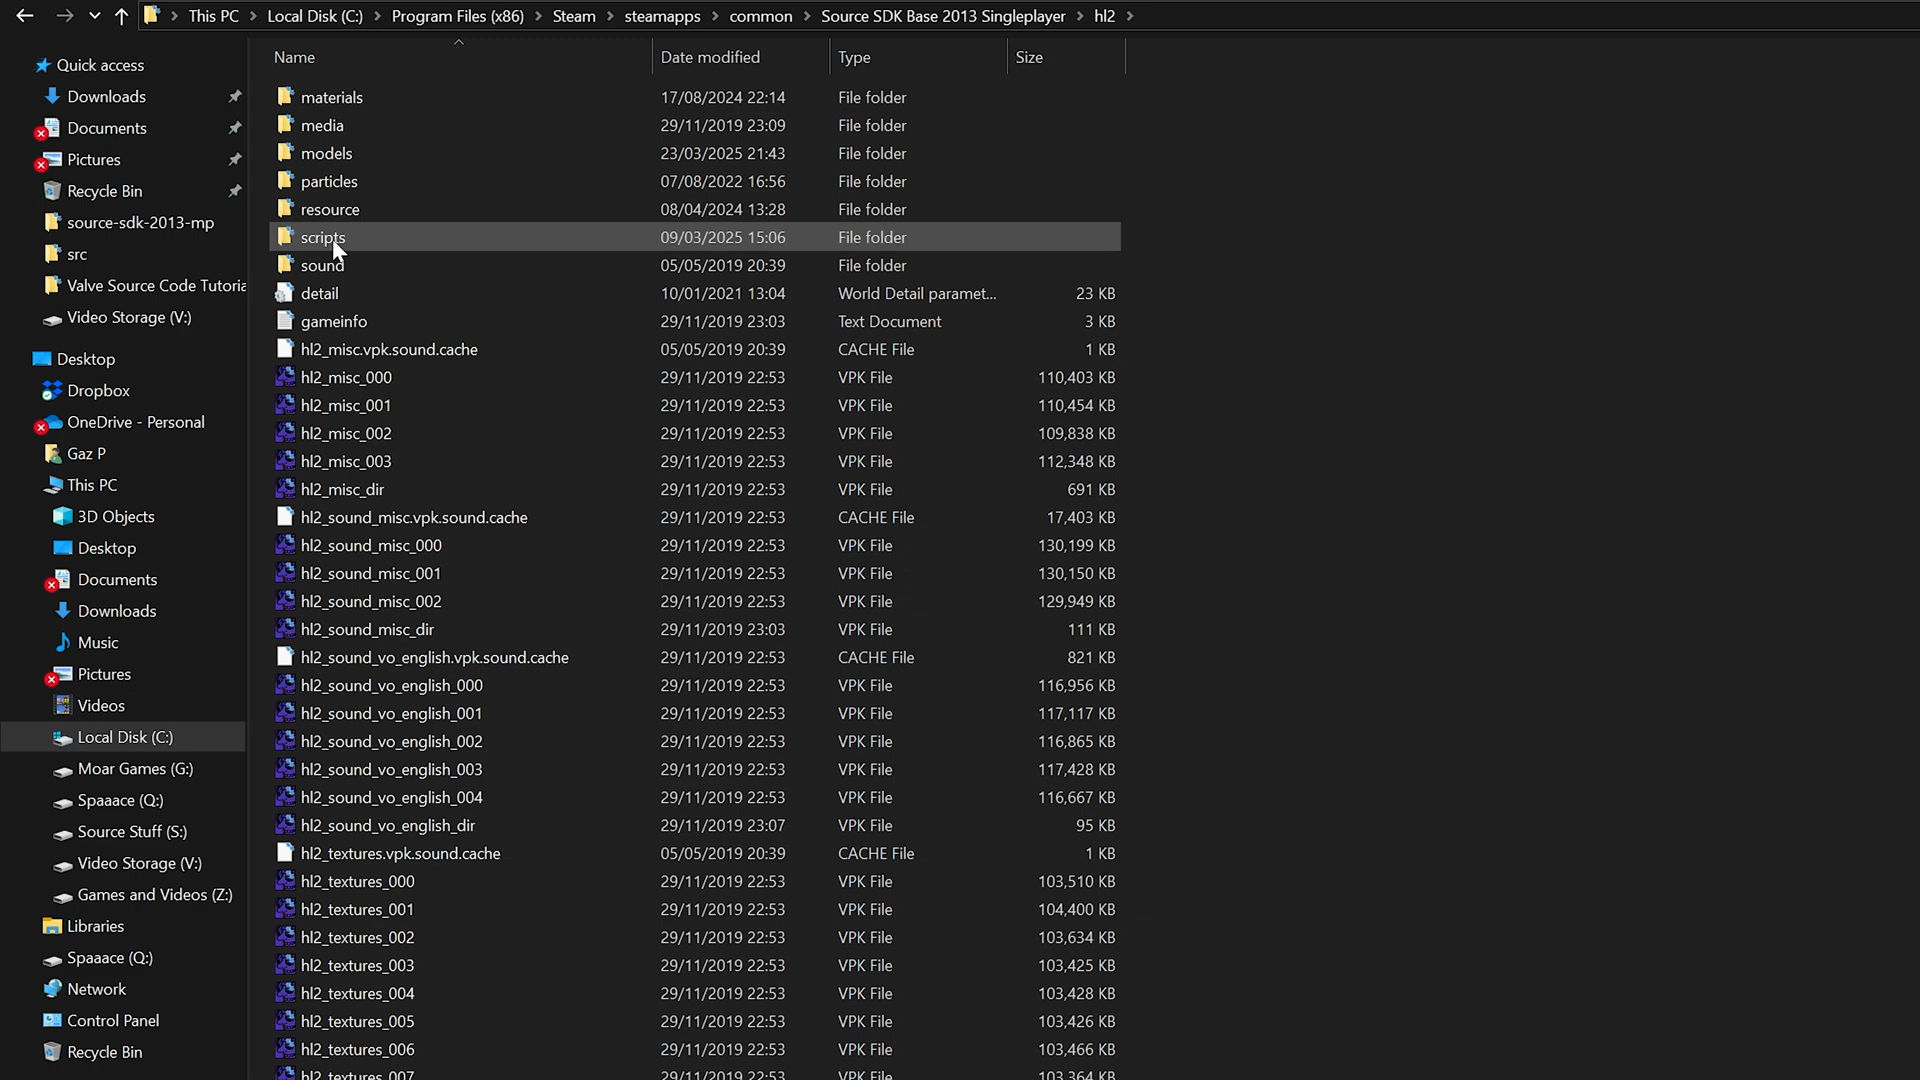 This PC > Local Disk (C:) > Program Files (x86) > Steam > steamapps > common > Source SDK Base 2013 Singleplayer > hl2 >
Quick access
Downloads
Documents
Pictures
Recycle Bin
source-sdk-2013-mp
src
Valve Source Code Tutoria
Video Storage (V:)
Desktop
Dropbox
OneDrive - Personal
Gaz P
This PC
3D Objects
Desktop
Documents
Downloads
Music
Pictures
Videos
Local Disk (C:)
Moar Games (G:)
Spaaace (Q:)
Source Stuff (S:)
Video Storage (V:)
Games and Videos (Z:)
Libraries
Spaaace (Q:)
Network
Control Panel
Recycle Bin
Name Date modified Type Size
materials 17/08/2024 22:14 File folder
media 29/11/2019 23:09 File folder
models 23/03/2025 21:43 File folder
particles 07/08/2022 16:56 File folder
resource 08/04/2024 13:28 File folder
scripts 09/03/2025 15:06 File folder
sound 05/05/2019 20:39 File folder
detail 10/01/2021 13:04 World Detail paramet... 23 KB
gameinfo 29/11/2019 23:03 Text Document 3 KB
hl2_misc.vpk.sound.cache 05/05/2019 20:39 CACHE File 1 KB
hl2_misc_000 29/11/2019 22:53 VPK File 110,403 KB
hl2_misc_001 29/11/2019 22:53 VPK File 110,454 KB
hl2_misc_002 29/11/2019 22:53 VPK File 109,838 KB
hl2_misc_003 29/11/2019 22:53 VPK File 112,348 KB
hl2_misc_dir 29/11/2019 22:53 VPK File 691 KB
hl2_sound_misc.vpk.sound.cache 29/11/2019 22:53 CACHE File 17,403 KB
hl2_sound_misc_000 29/11/2019 22:53 VPK File 130,199 KB
hl2_sound_misc_001 29/11/2019 22:53 VPK File 130,150 KB
hl2_sound_misc_002 29/11/2019 22:53 VPK File 129,949 KB
hl2_sound_misc_dir 29/11/2019 23:03 VPK File 111 KB
hl2_sound_vo_english.vpk.sound.cache 29/11/2019 22:53 CACHE File 821 KB
hl2_sound_vo_english_000 29/11/2019 22:53 VPK File 116,956 KB
hl2_sound_vo_english_001 29/11/2019 22:53 VPK File 117,117 KB
hl2_sound_vo_english_002 29/11/2019 22:53 VPK File 116,865 KB
hl2_sound_vo_english_003 29/11/2019 22:53 VPK File 117,428 KB
hl2_sound_vo_english_004 29/11/2019 22:53 VPK File 116,667 KB
hl2_sound_vo_english_dir 29/11/2019 23:07 VPK File 95 KB
hl2_textures.vpk.sound.cache 05/05/2019 20:39 CACHE File 1 KB
hl2_textures_000 29/11/2019 22:53 VPK File 103,510 KB
hl2_textures_001 29/11/2019 22:53 VPK File 104,400 KB
hl2_textures_002 29/11/2019 22:53 VPK File 103,634 KB
hl2_textures_003 29/11/2019 22:53 VPK File 103,425 KB
hl2_textures_004 29/11/2019 22:53 VPK File 103,428 KB
hl2_textures_005 29/11/2019 22:53 VPK File 103,426 KB
hl2_textures_006 29/11/2019 22:53 VPK File 103,466 KB
hl2_textures_007 29/11/2019 22:53 VPK File 103,364 KB